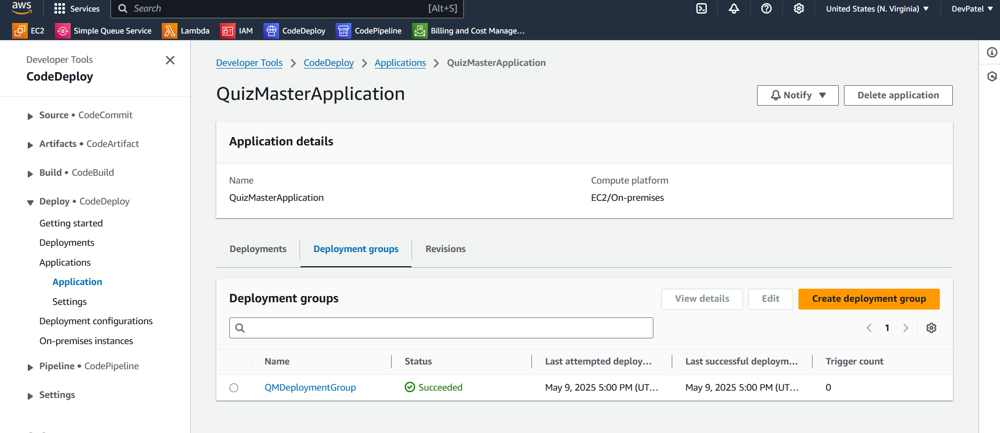 aws Services Search [Alt+S] United States (N. Virginia) DevPatel
EC2 Simple Queue Service Lambda IAM CodeDeploy CodePipeline Billing and Cost Manage...
Developer Tools
CodeDeploy
Source • CodeCommit
Artifacts • CodeArtifact
Build • CodeBuild
Deploy • CodeDeploy
Getting started
Deployments
Applications
Application
Settings
Deployment configurations
On-premises instances
Pipeline • CodePipeline
Settings
Developer Tools > CodeDeploy > Applications > QuizMasterApplication
QuizMasterApplication
Notify Delete application
Application details
Name Compute platform
QuizMasterApplication EC2/On-premises
Deployments Deployment groups Revisions
Deployment groups View details Edit Create deployment group
1
Name Status Last attempted deploy... Last successful deploym... Trigger count
QMDeploymentGroup Succeeded May 9, 2025 5:00 PM (UT... May 9, 2025 5:00 PM (UT... 0